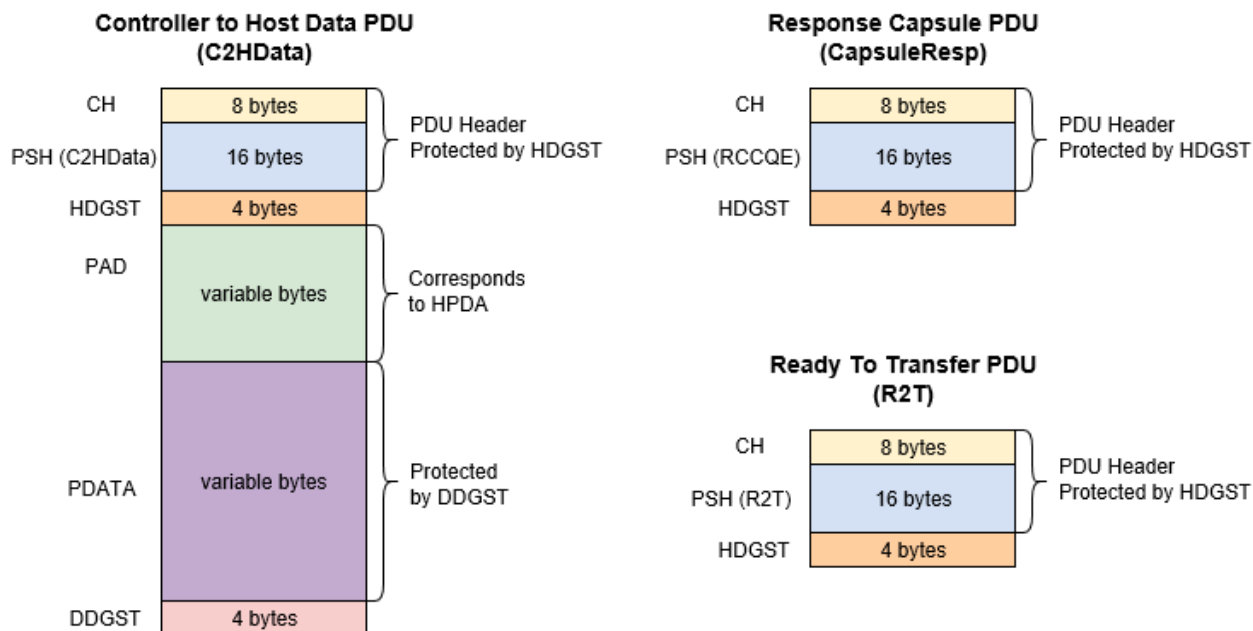 Controller to Host Data PDU
(C2HData)
CH
8 bytes
PSH (C2HData)
16 bytes
PDU Header
Protected by HDGST
HDGST
4 bytes
PAD
variable bytes
Corresponds
to HPDA
PDATA
variable bytes
Protected
by DDGST
DDGST
4 bytes
Response Capsule PDU
(CapsuleResp)
CH
8 bytes
PSH (RCCQE)
16 bytes
PDU Header
Protected by HDGST
HDGST
4 bytes
Ready To Transfer PDU
(R2T)
CH
8 bytes
PSH (R2T)
16 bytes
PDU Header
Protected by HDGST
HDGST
4 bytes